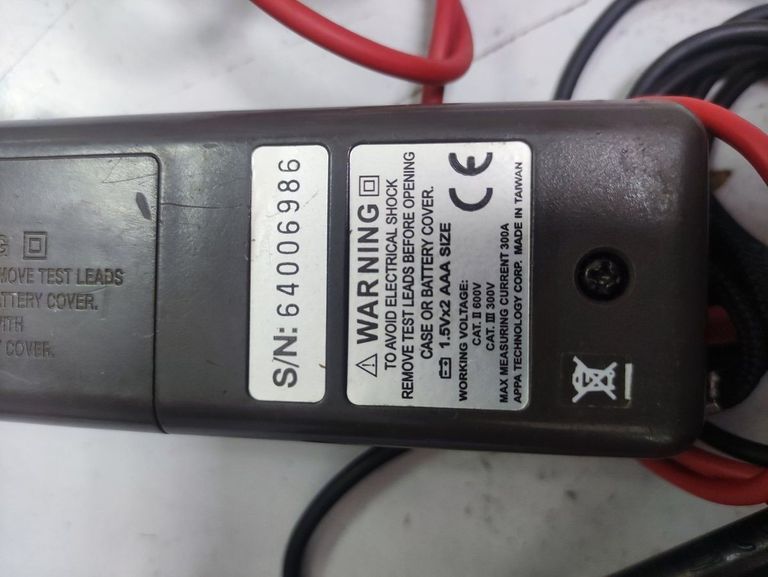 G
MOVE TEST LEADS
ATTERY COVER.
ITH
Y COVER.
S/N: 64006986
WARNING
TO AVOID ELECTRICAL SHOCK
REMOVE TEST LEADS BEFORE OPENING
CASE OR BATTERY COVER.
1.5Vx2 AAA SIZE
WORKING VOLTAGE:
CAT. II 600V
CAT. III 300V
MAX MEASURING CURRENT 300A
APPA TECHNOLOGY CORP. MADE IN TAIWAN
CE